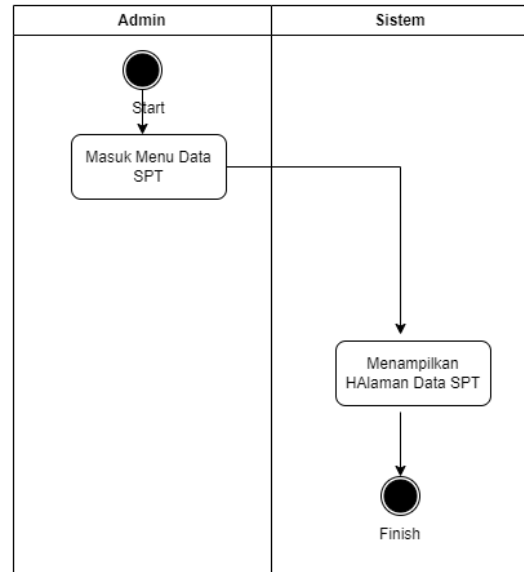 Admin
Sistem
Start
Masuk Menu Data
SPT
Menampilkan
HAlaman Data SPT
Finish